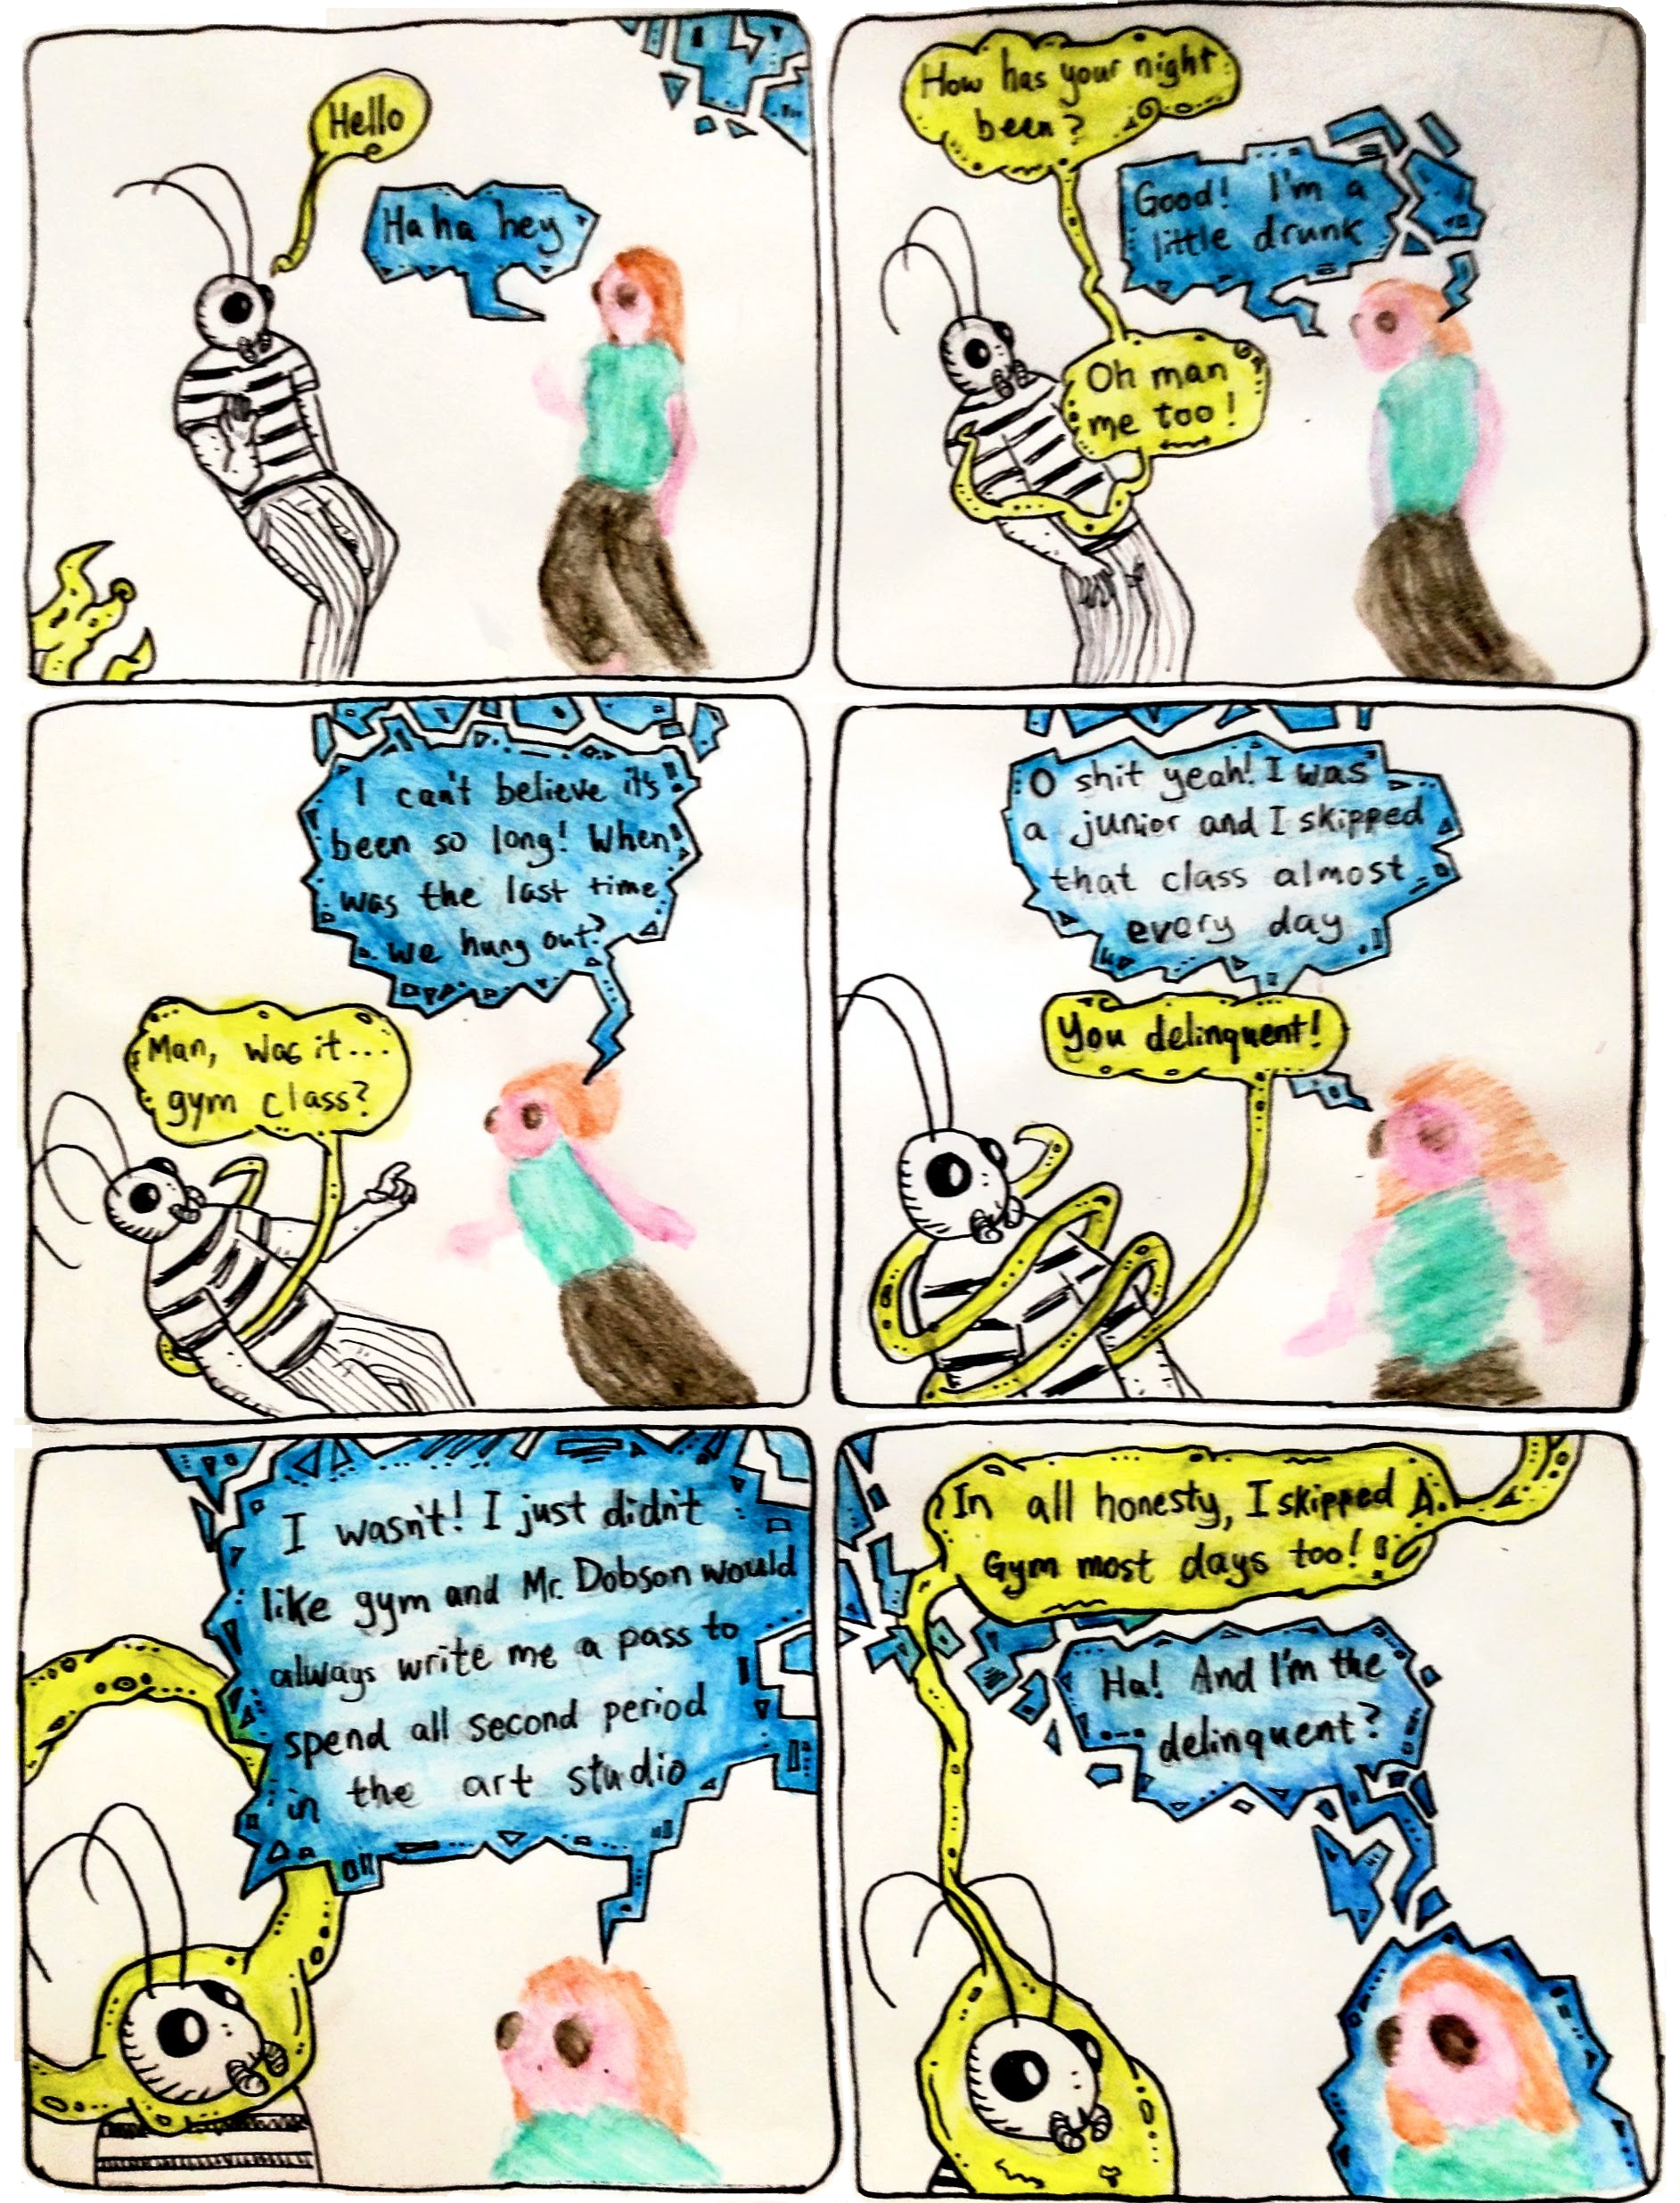 Hello
Haha hey
How has your night
been?
Good! I'm a
little drunk
Oh man
me too!
I can't believe it's
been so long! When
was the last time
we hung out?
Man, was it...
gym class?
O shit yeah! I was
a junior and I skipped
that class almost
every day
You delinquent!
I wasn't! I just didn't
like gym and Mr. Dobson would
always write me a pass to
spend all second period
in the art studio
In all honesty, I skipped
Gym most days too!
Ha! And I'm the
delinquent?